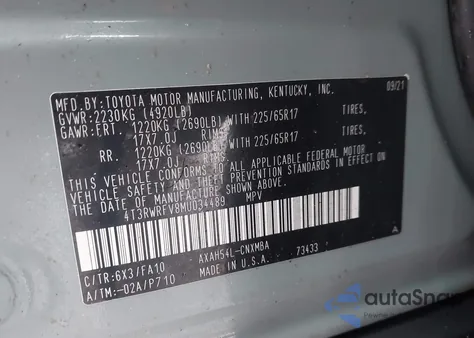 MFD.BY:TOYOTA MOTOR MANUFACTURING, KENTUCKY, INC. 09/21
GVWR:2230KG (4920LB)
GAWR:FRT. 1220KG (2690LB) WITH 225/65R17 TIRES,
17X7.0J RIMS
RR. 1220KG (2690LB) WITH 225/65R17 TIRES,
17X7.0J
THIS VEHICLE CONFORMS TO ALL APPLICABLE FEDERAL MOTOR
VEHICLE SAFETY AND THEFT PREVENTION STANDARDS IN EFFECT
ON THE DATE OF MANUFACTURE SHOWN ABOVE.
4T3RWRFV8MU034489 MPV
C/TR:6X3/FA10 AXAH54L-CNXMBA
A/TM:-02A/P710 MADE IN U.S.A. 73433
autaSnap